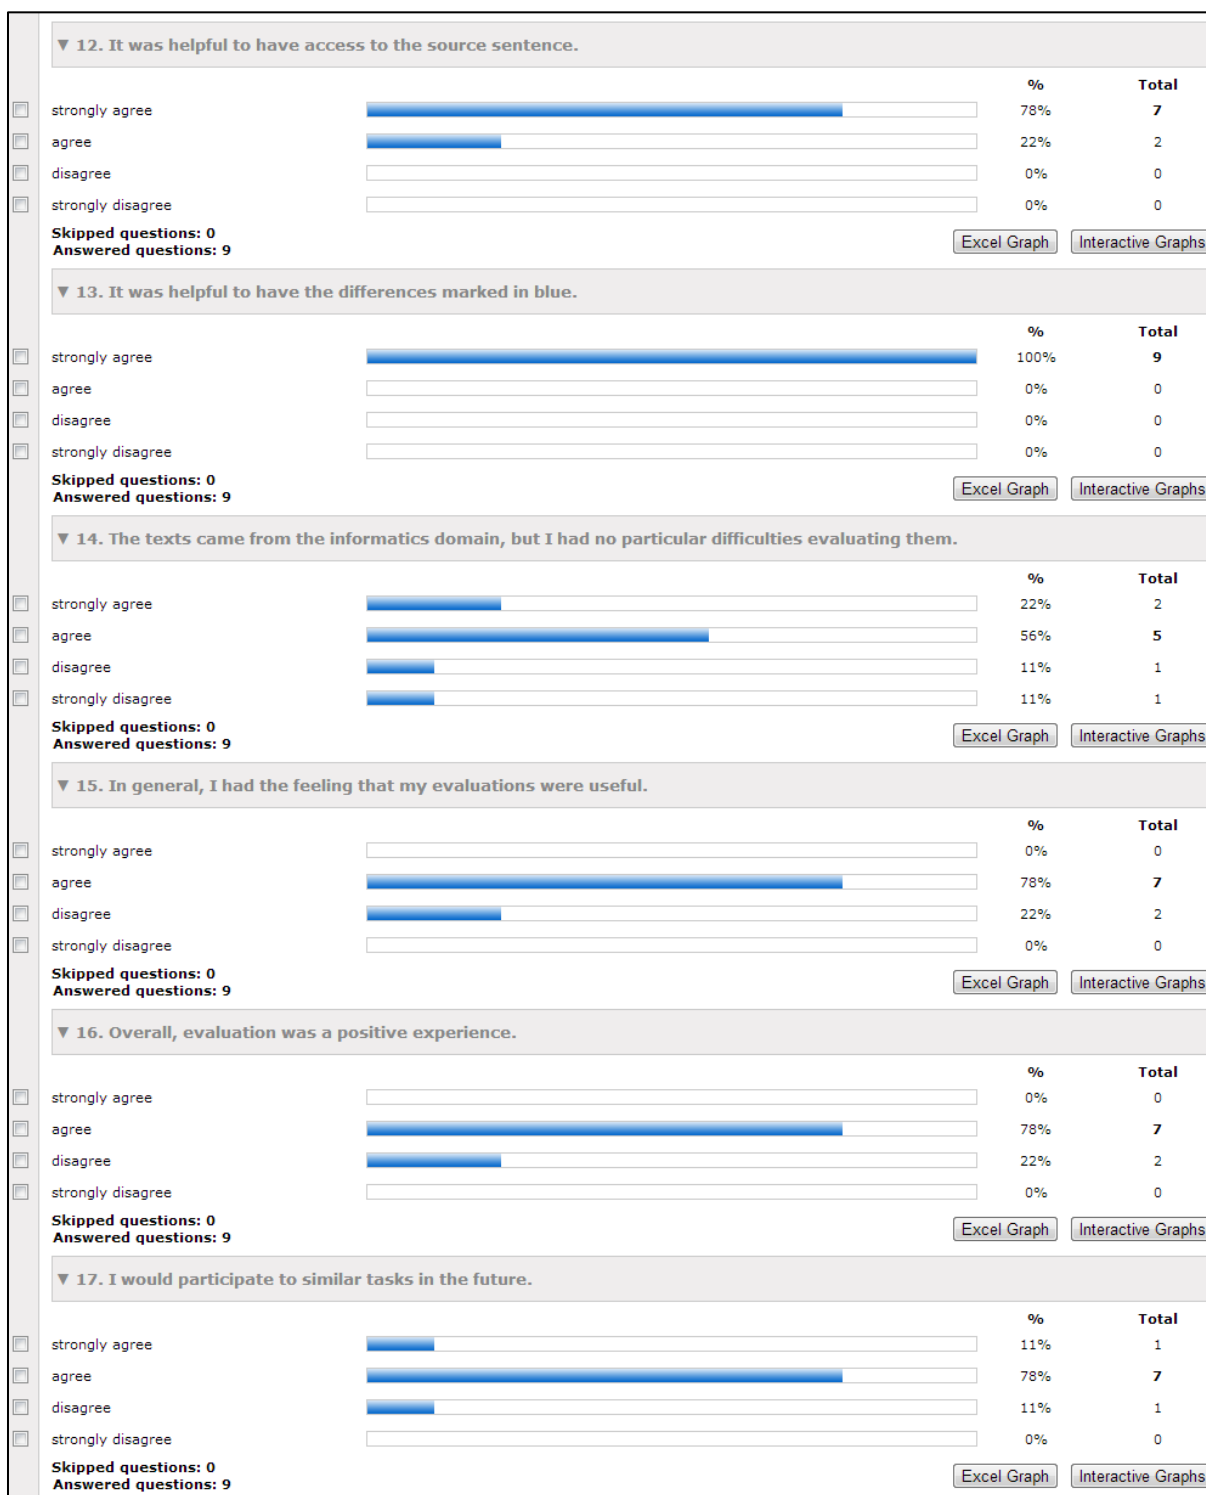 ▼ 12. It was helpful to have access to the source sentence.
% Total
strongly agree 78% 7
agree 22% 2
disagree 0% 0
strongly disagree 0% 0
Skipped questions: 0
Answered questions: 9
Excel Graph Interactive Graphs
▼ 13. It was helpful to have the differences marked in blue.
% Total
strongly agree 100% 9
agree 0% 0
disagree 0% 0
strongly disagree 0% 0
Skipped questions: 0
Answered questions: 9
Excel Graph Interactive Graphs
▼ 14. The texts came from the informatics domain, but I had no particular difficulties evaluating them.
% Total
strongly agree 22% 2
agree 56% 5
disagree 11% 1
strongly disagree 11% 1
Skipped questions: 0
Answered questions: 9
Excel Graph Interactive Graphs
▼ 15. In general, I had the feeling that my evaluations were useful.
% Total
strongly agree 0% 0
agree 78% 7
disagree 22% 2
strongly disagree 0% 0
Skipped questions: 0
Answered questions: 9
Excel Graph Interactive Graphs
▼ 16. Overall, evaluation was a positive experience.
% Total
strongly agree 0% 0
agree 78% 7
disagree 22% 2
strongly disagree 0% 0
Skipped questions: 0
Answered questions: 9
Excel Graph Interactive Graphs
▼ 17. I would participate to similar tasks in the future.
% Total
strongly agree 11% 1
agree 78% 7
disagree 11% 1
strongly disagree 0% 0
Skipped questions: 0
Answered questions: 9
Excel Graph Interactive Graphs